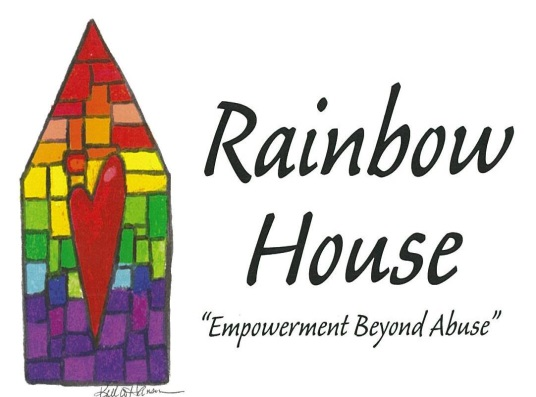 Rainbow
House
“Empowerment Beyond Abuse”